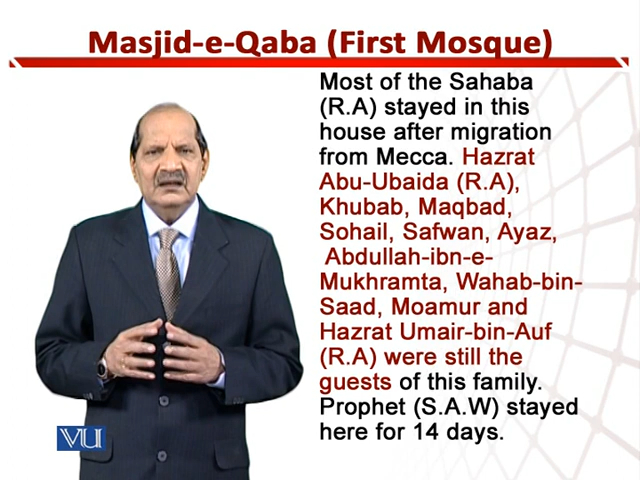 Masjid-e-Qaba (First Mosque)
Most of the Sahaba
(R.A) stayed in this
house after migration
from Mecca. Hazrat
Abu-Ubaida (R.A),
Khubab, Maqbad,
Sohail, Safwan, Ayaz,
Abdullah-ibn-e-
Mukhramta, Wahab-bin-
Saad, Moamur and
Hazrat Umair-bin-Auf
(R.A) were still the
guests of this family.
Prophet (S.A.W) stayed
here for 14 days.
VU